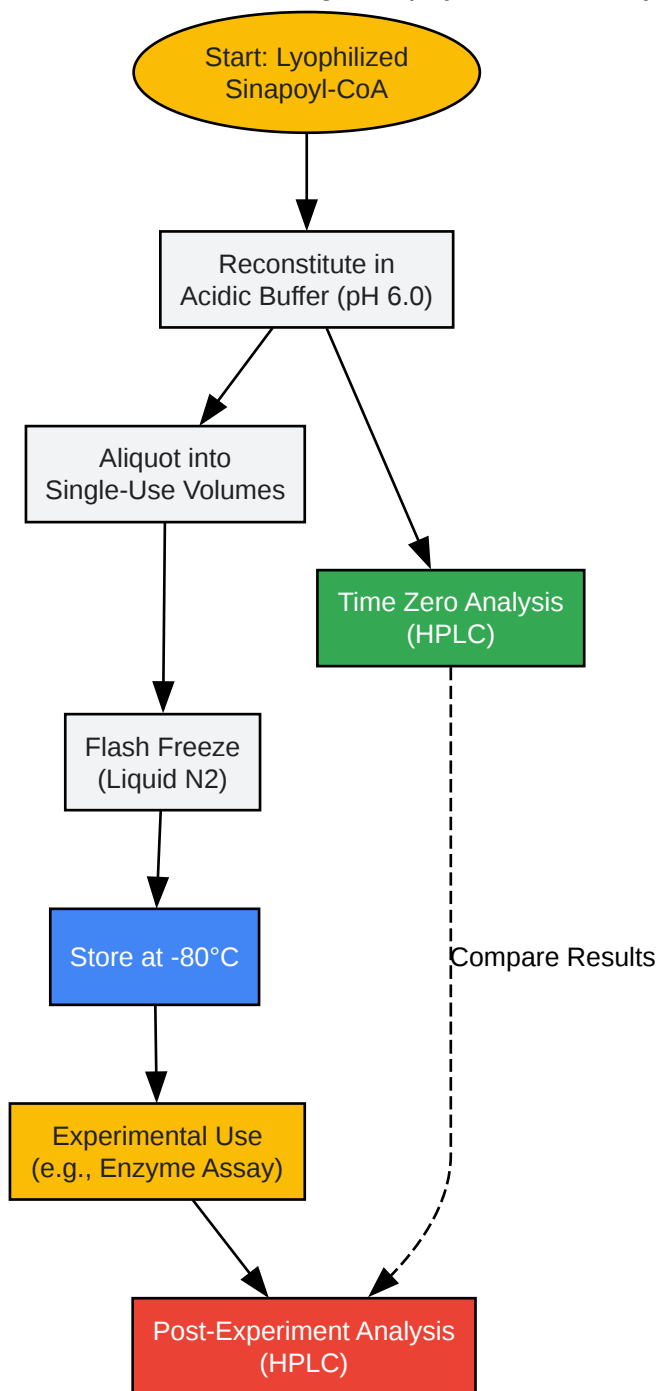 Start: Lyophilized
Sinapoyl-CoA
Reconstitute in
Acidic Buffer (pH 6.0)
Aliquot into
Single-Use Volumes
Time Zero Analysis
(HPLC)
Flash Freeze
(Liquid N2)
Store at -80°C
Compare Results
Experimental Use
(e.g., Enzyme Assay)
Post-Experiment Analysis
(HPLC)